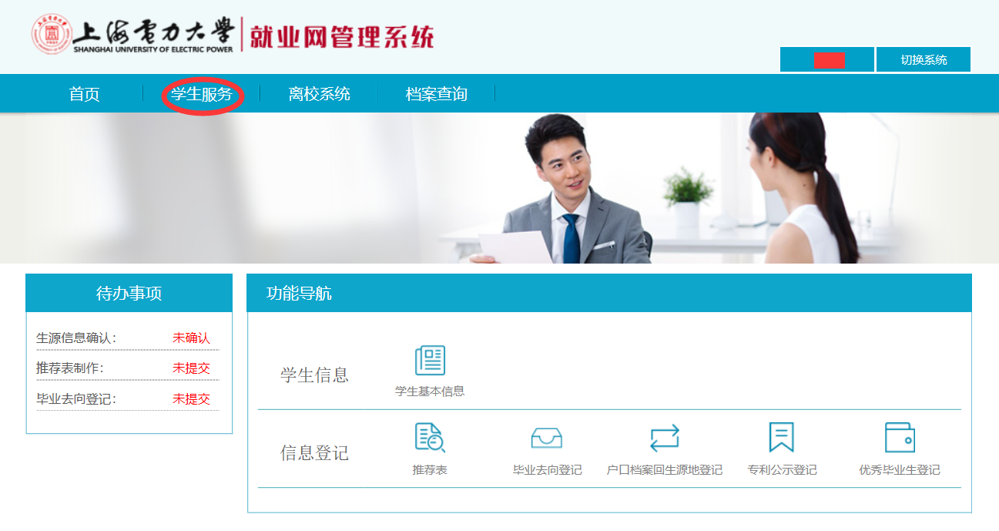 上海電力大學
SHANGHAI UNIVERSITY OF ELECTRIC POWER
就业网管理系统
切换系统
首页 学生服务 离校系统 档案查询
待办事项
生源信息确认： 未确认
推荐表制作： 未提交
毕业去向登记： 未提交
功能导航
学生信息
学生基本信息
信息登记
推荐表 毕业去向登记 户口档案回生源地登记 专利公示登记 优秀毕业生登记